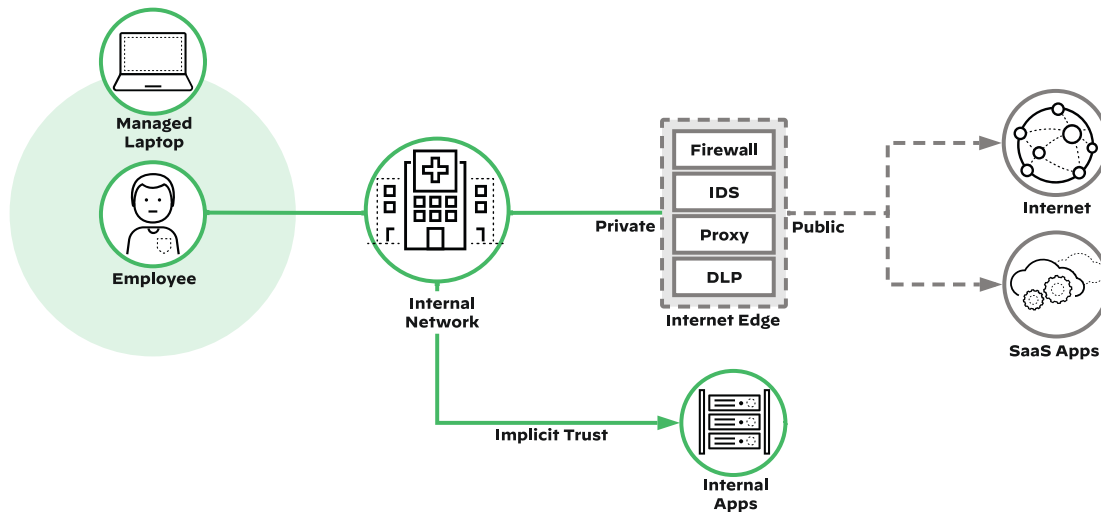 Managed
Laptop
Employee
Internal
Network
Implicit Trust
Internal
Apps
Private
Firewall
IDS
Proxy
DLP
Internet Edge
Public
Internet
SaaS Apps